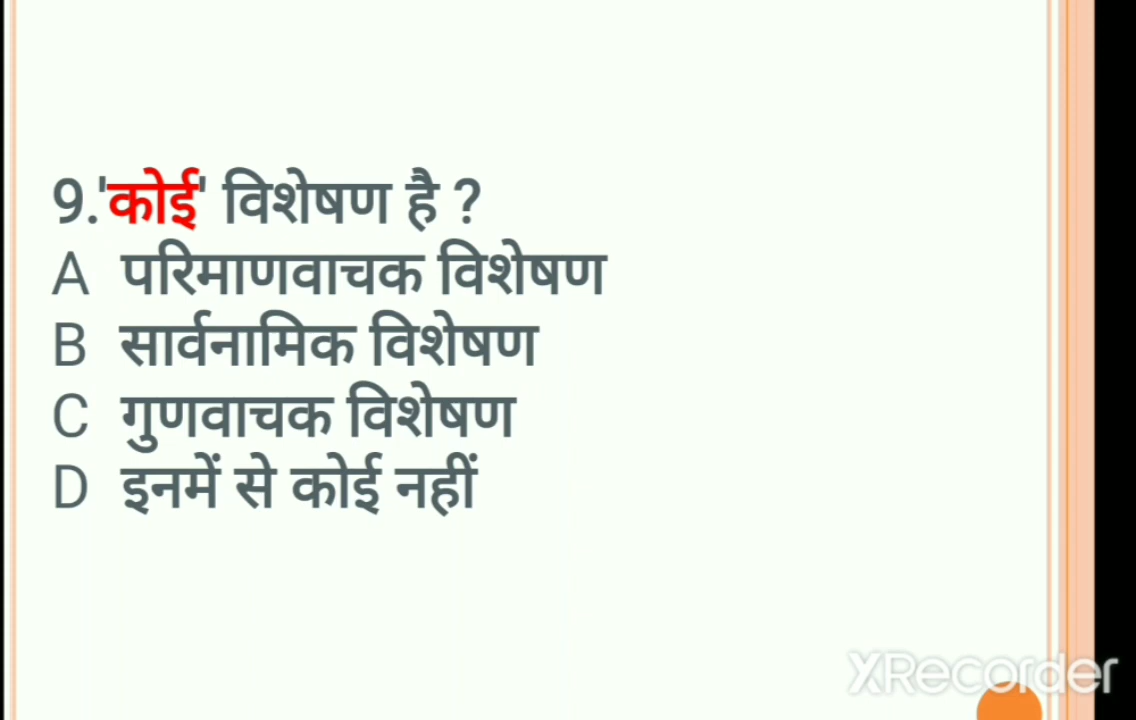 9.'कोई' विशेषण है ?
A परिमाणवाचक विशेषण
B सार्वनामिक विशेषण
C गुणवाचक विशेषण
D इनमें से कोई नहीं
XRecorder